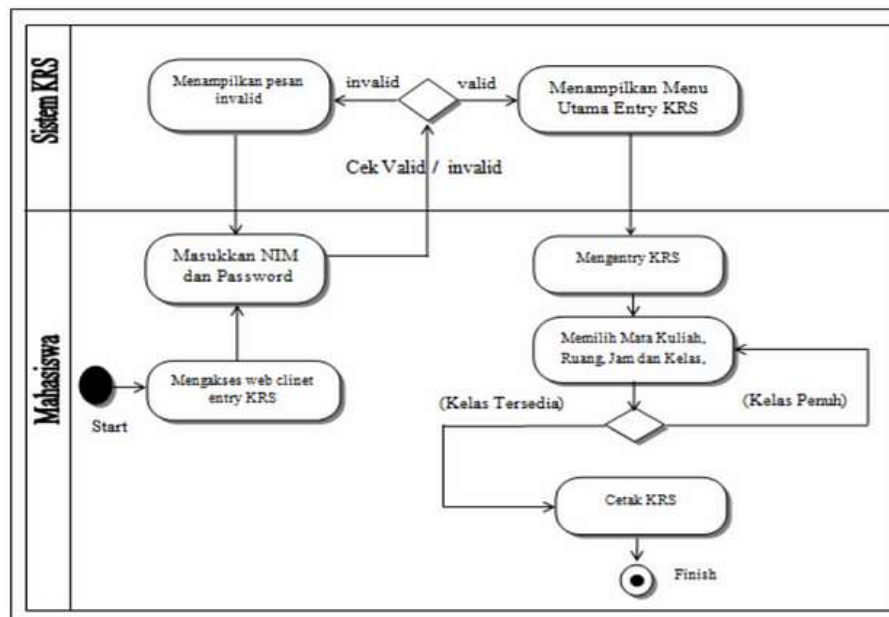 Sistem KRS
Menampilkan pesan
invalid
invalid
valid
Menampilkan Menu
Utama Entry KRS
Cek Valid / invalid
Mahasiswa
Masukkan NIM
dan Password
Mengakses web clinet
entry KRS
Start
Mengentry KRS
Memilih Mata Kuliah,
Ruang, Jam dan Kelas,
(Kelas Tersedia)
(Kelas Penuh)
Cetak KRS
Finish